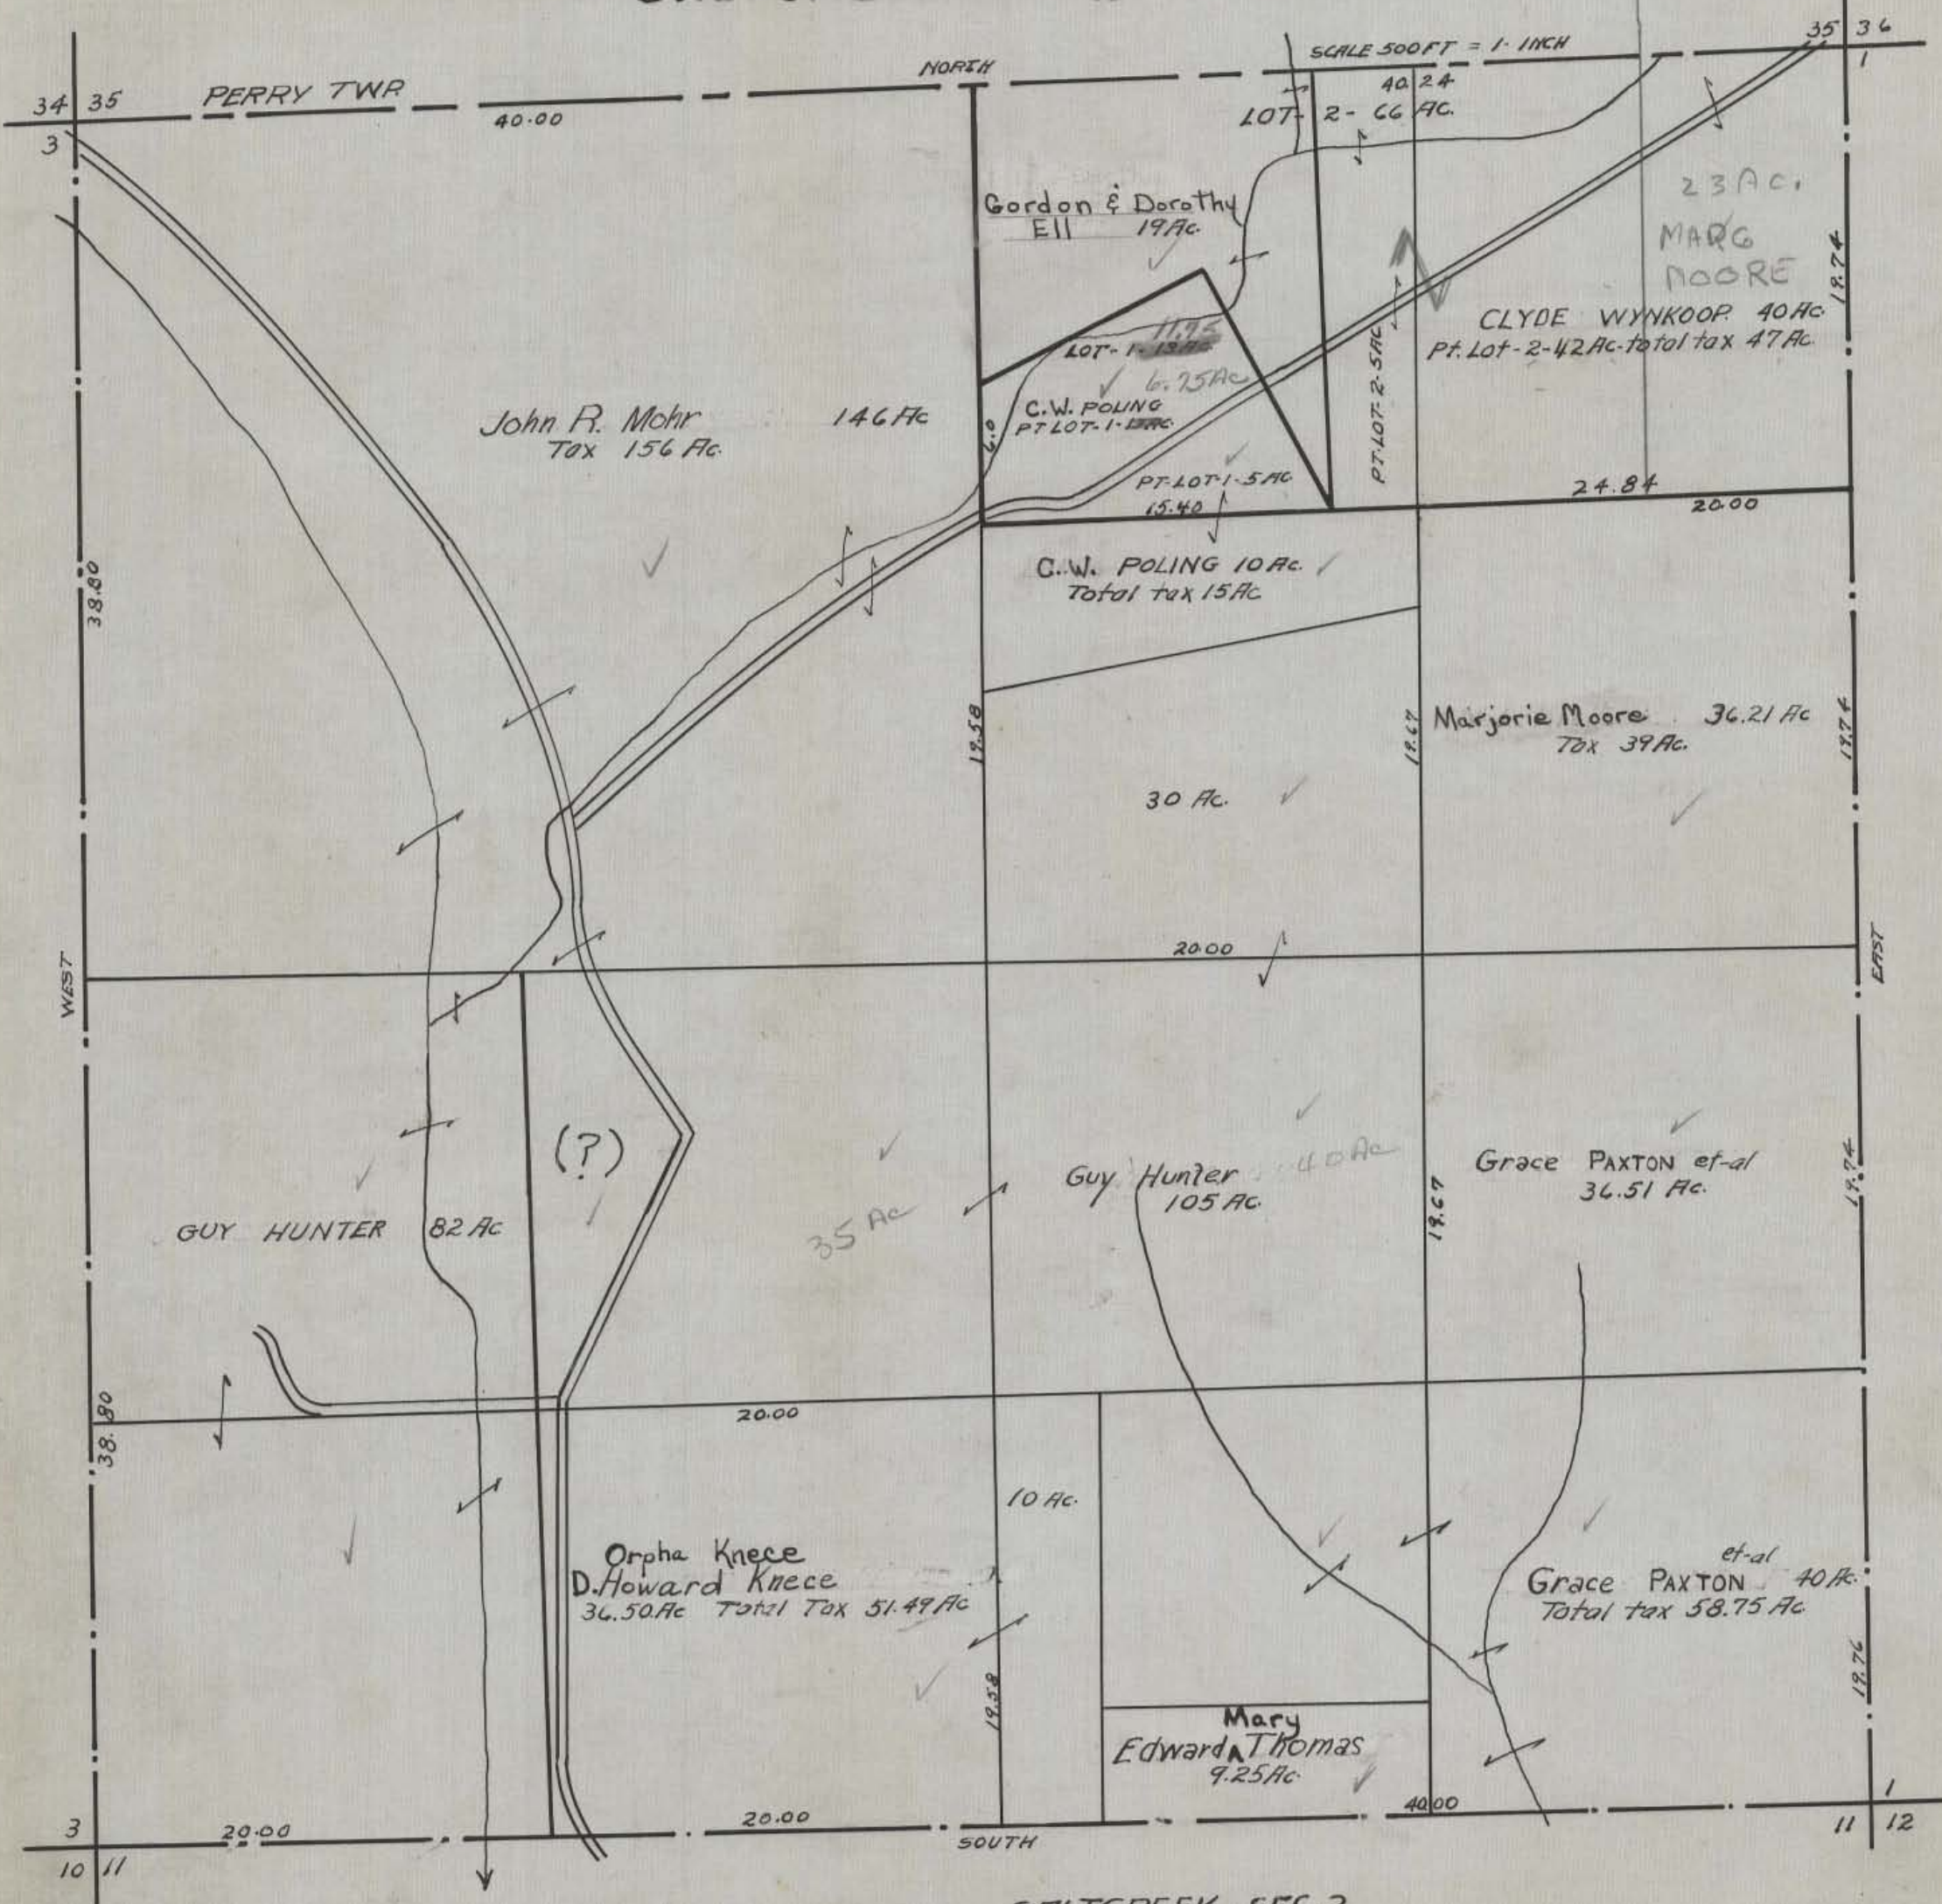 SCALE 500 FT = 1- INCH
35 36
1
NORTH
34 35
PERRY TWP.
3
40.00
40.24
LOT- 2- 66 AC.
Gordon & Dorothy
Ell 19 Ac.
23 Ac.
MARG
MOORE
19.74
CLYDE WYNKOOP. 40 Ac.
Pt. Lot-2-42 Ac-total tax 47 Ac.
11.75
LOT-1-13 AC
6.75 Ac
C.W. POLING
PT LOT-1-
6.0
PT-LOT-2-5 AC
John R. Mohr 146 Ac
Tax 156 Ac.
PT-LOT-1-5 AC
15.40
24.84
20.00
C.W. POLING 10 Ac.
Total tax 15 Ac
38.80
19.58
19.67
Marjorie Moore 36.21 Ac
Tax 39 Ac.
19.74
30 Ac.
20.00
WEST
EAST
(?)
GUY HUNTER 82 Ac
35 Ac
Guy Hunter 40 Ac
105 Ac.
19.67
Grace PAXTON et-al
36.51 Ac.
19.74
38.80
20.00
10 Ac.
Orpha Knece
D. Howard Knece
36.50 Ac Total Tax 51.49 Ac
et-al
Grace PAXTON 40 Ac.
Total tax 58.75 Ac
19.58
19.76
Mary
Edward ʌ Thomas
9.25 Ac.
3
20.00
20.00
SOUTH
40.00
1
11 12
10 11